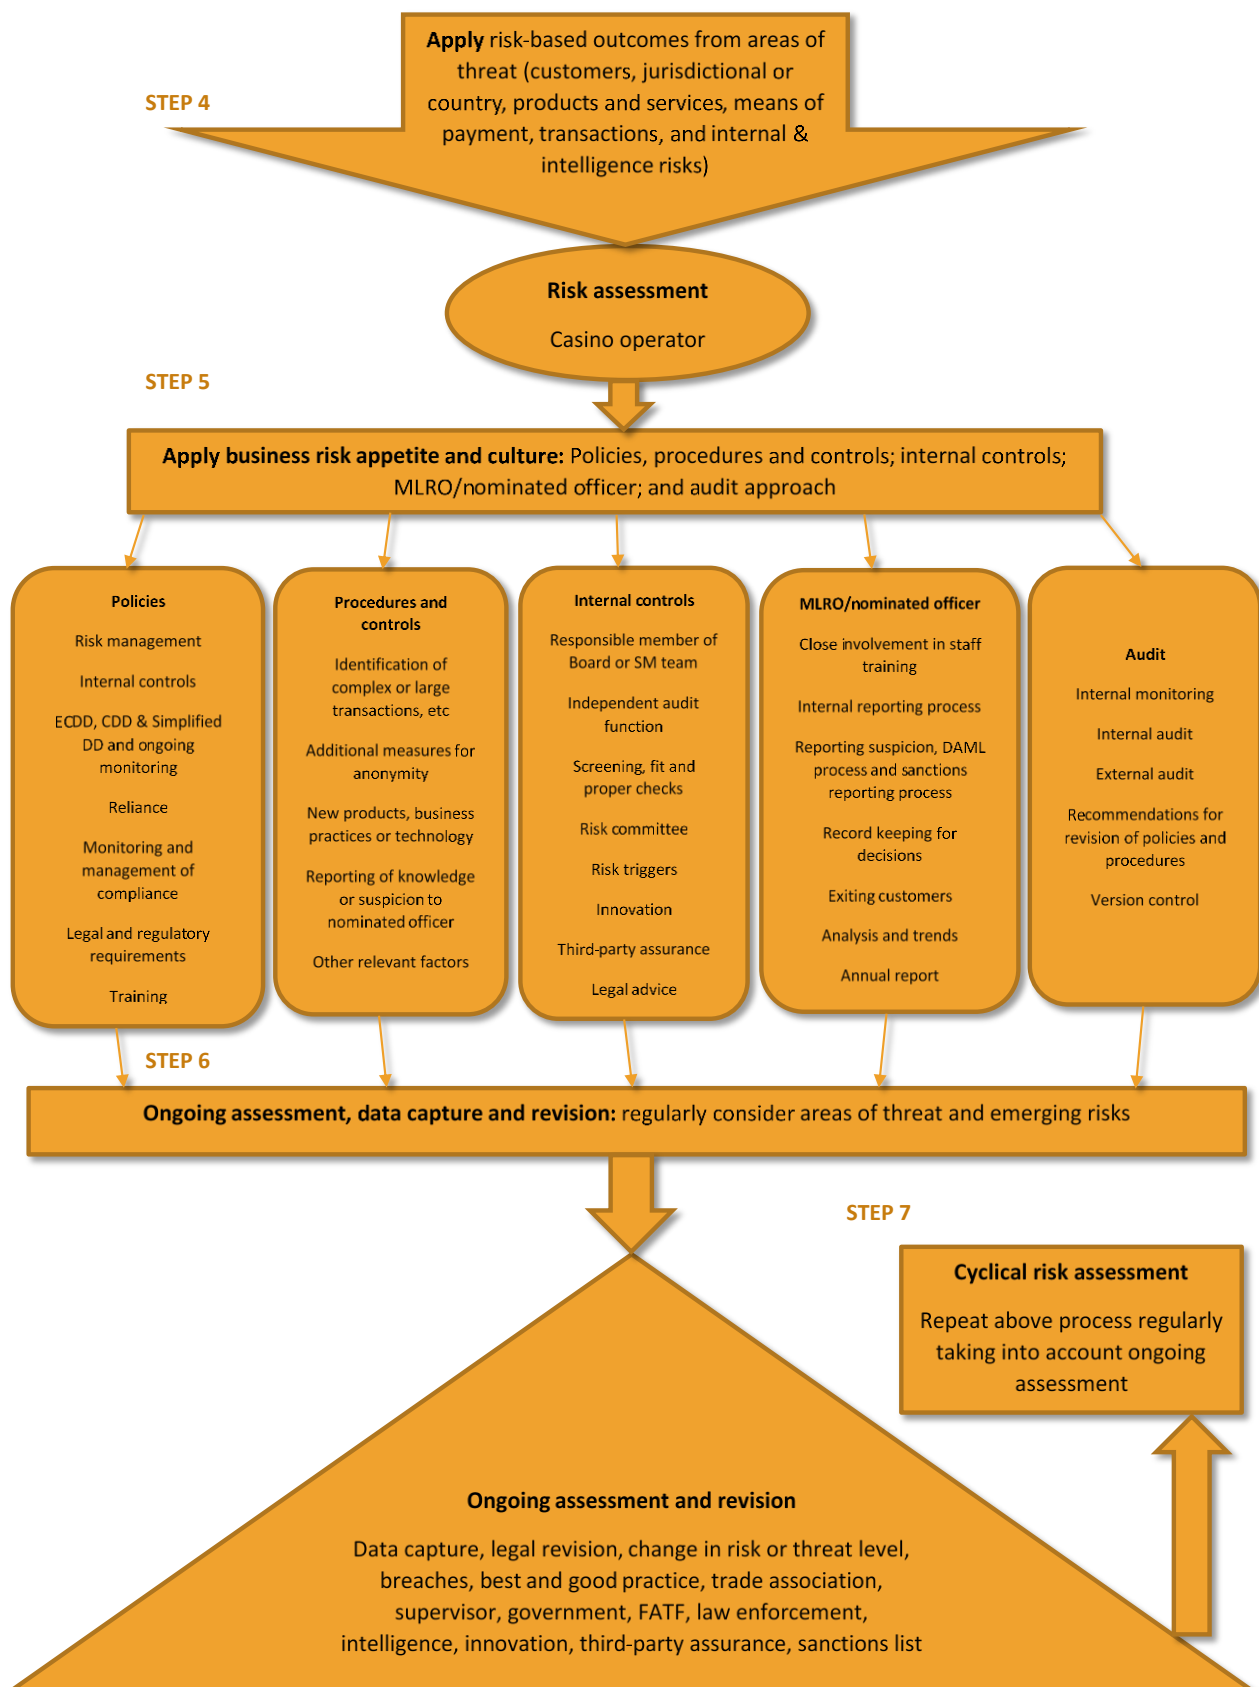 STEP 4
Apply risk-based outcomes from areas of
threat (customers, jurisdictional or
country, products and services, means of
payment, transactions, and internal &
intelligence risks)
Risk assessment
Casino operator
STEP 5
Apply business risk appetite and culture: Policies, procedures and controls; internal controls;
MLRO/nominated officer; and audit approach
Policies
Risk management
Internal controls
ECDD, CDD & Simplified
DD and ongoing
monitoring
Reliance
Monitoring and
management of
compliance
Legal and regulatory
requirements
Training
Procedures and
controls
Identification of
complex or large
transactions, etc
Additional measures for
anonymity
New products, business
practices or technology
Reporting of knowledge
or suspicion to
nominated officer
Other relevant factors
Internal controls
Responsible member of
Board or SM team
Independent audit
function
Screening, fit and
proper checks
Risk committee
Risk triggers
Innovation
Third-party assurance
Legal advice
MLRO/nominated officer
Close involvement in staff
training
Internal reporting process
Reporting suspicion, DAML
process and sanctions
reporting process
Record keeping for
decisions
Exiting customers
Analysis and trends
Annual report
Audit
Internal monitoring
Internal audit
External audit
Recommendations for
revision of policies and
procedures
Version control
STEP 6
Ongoing assessment, data capture and revision: regularly consider areas of threat and emerging risks
STEP 7
Cyclical risk assessment
Repeat above process regularly
taking into account ongoing
assessment
Ongoing assessment and revision
Data capture, legal revision, change in risk or threat level,
breaches, best and good practice, trade association,
supervisor, government, FATF, law enforcement,
intelligence, innovation, third-party assurance, sanctions list